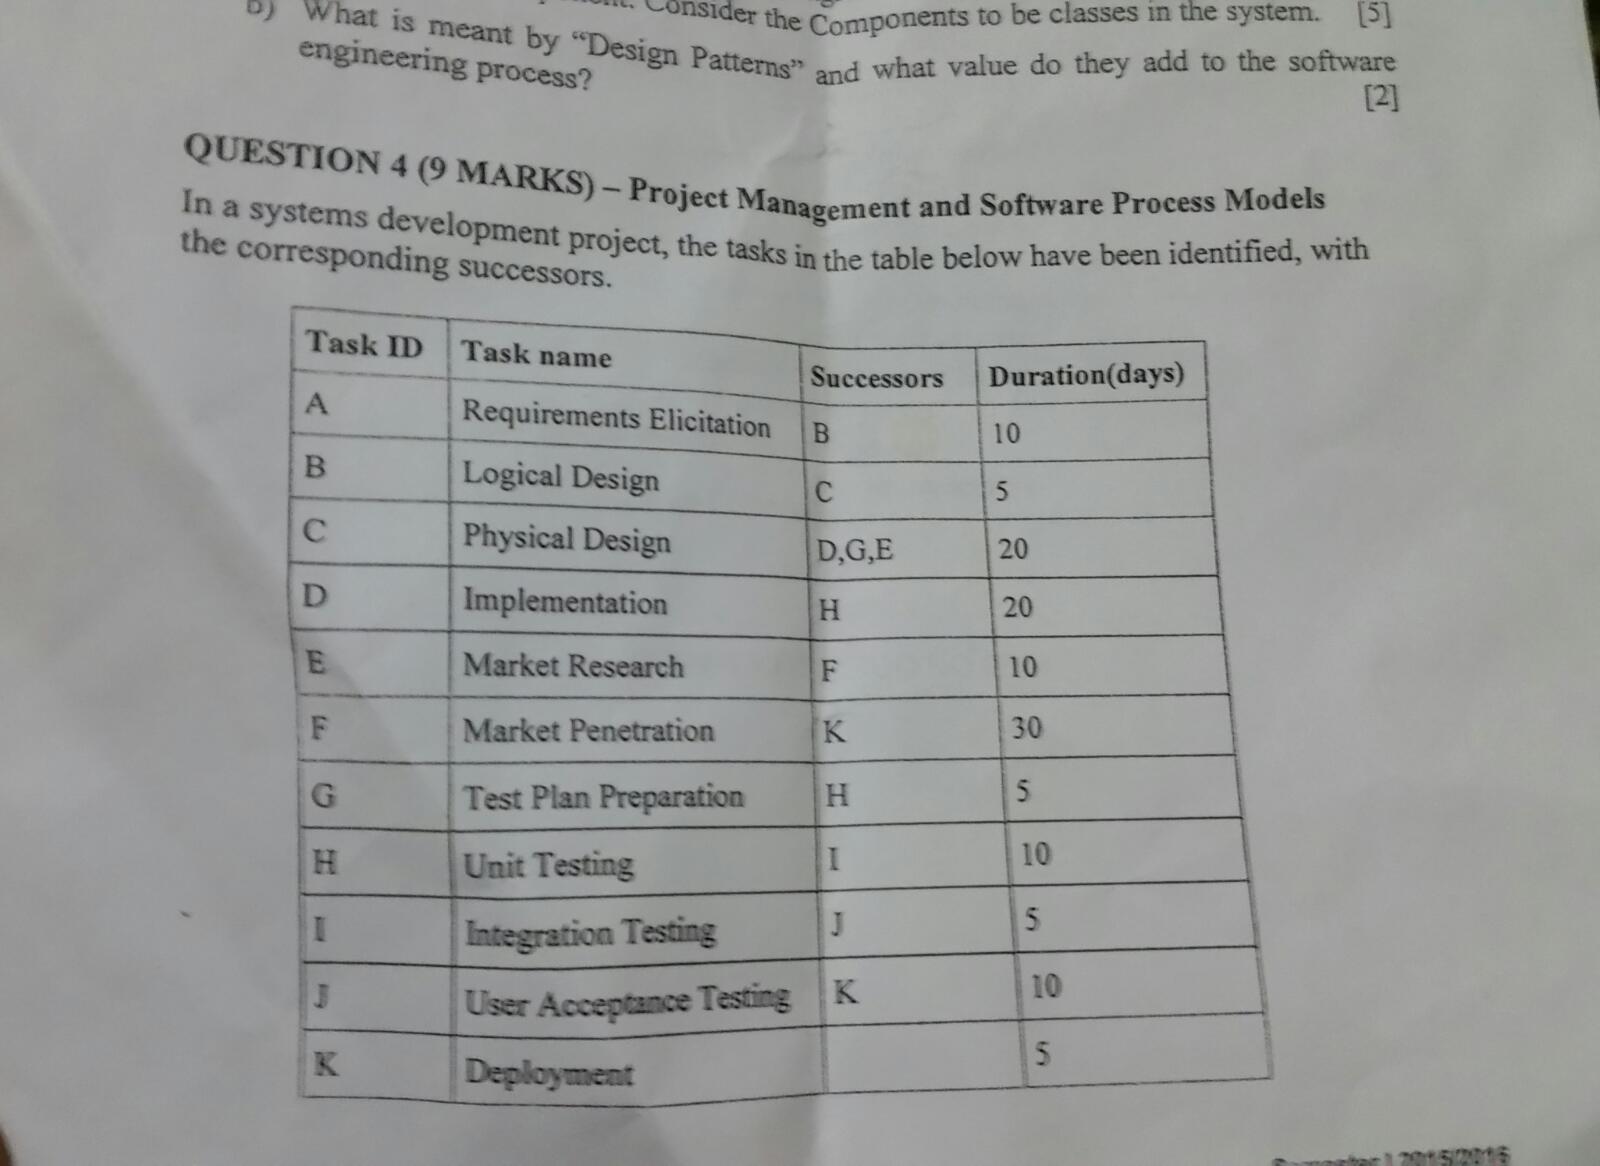 Consider the Components to be classes in the system. [5]
b) What is meant by “Design Patterns” and what value do they add to the software
engineering process?
[2]
QUESTION 4 (9 MARKS) – Project Management and Software Process Models
In a systems development project, the tasks in the table below have been identified, with
the corresponding successors.
Task ID Task name Successors Duration(days)
A Requirements Elicitation B 10
B Logical Design C 5
C Physical Design D,G,E 20
D Implementation H 20
E Market Research F 10
F Market Penetration K 30
G Test Plan Preparation H 5
H Unit Testing I 10
I Integration Testing J 5
J User Acceptance Testing K 10
K Deployment 5
Semester I 2015/2016